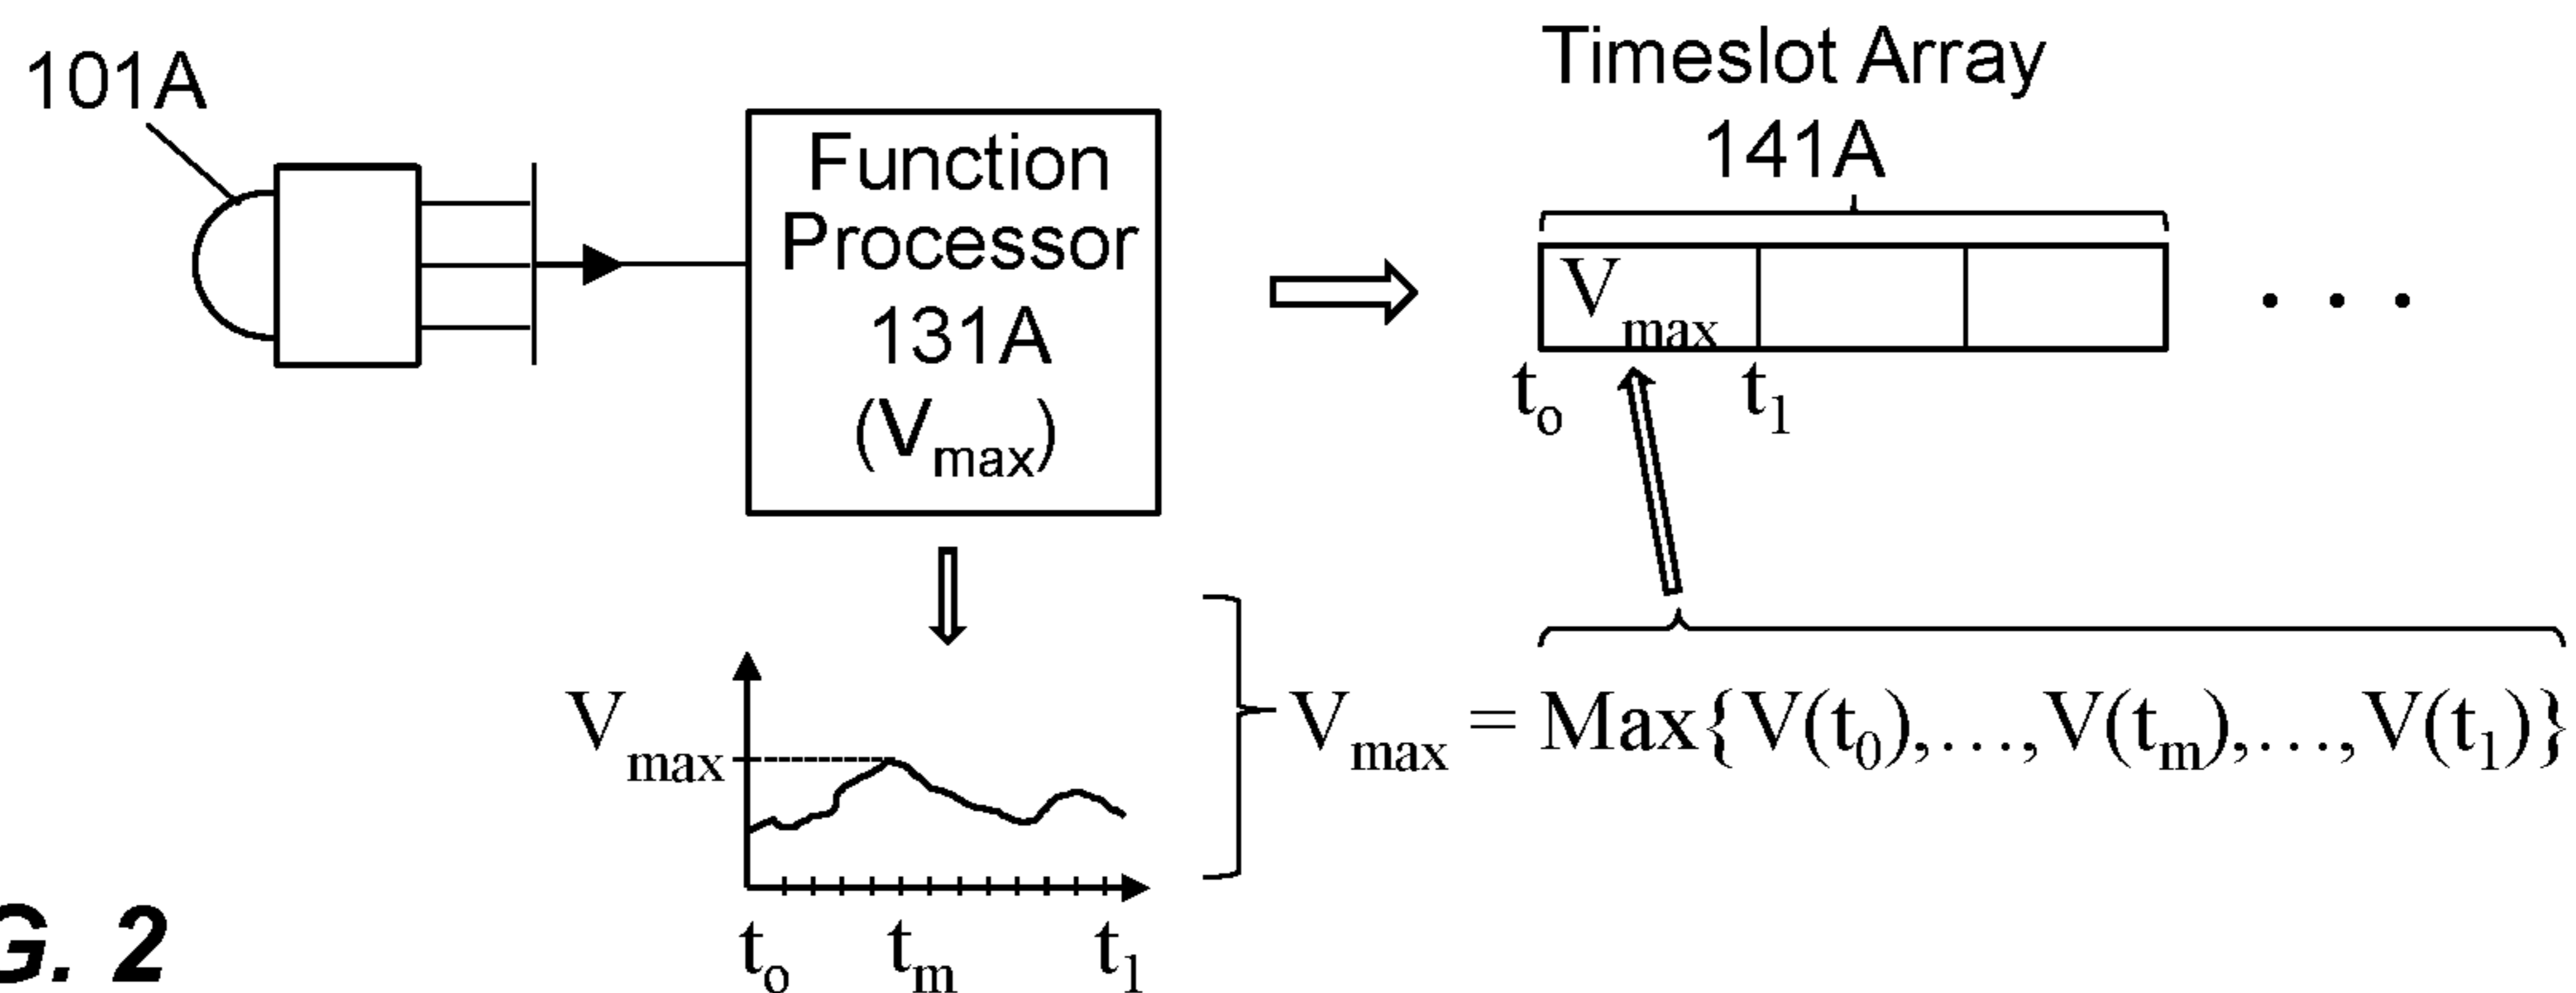 101A
Function
Processor
131A
(Vmax)
Timeslot Array
141A
Vmax
to t1
Vmax
to tm t1
Vmax = Max{V(t0),...,V(tm),...,V(t1)}
G. 2